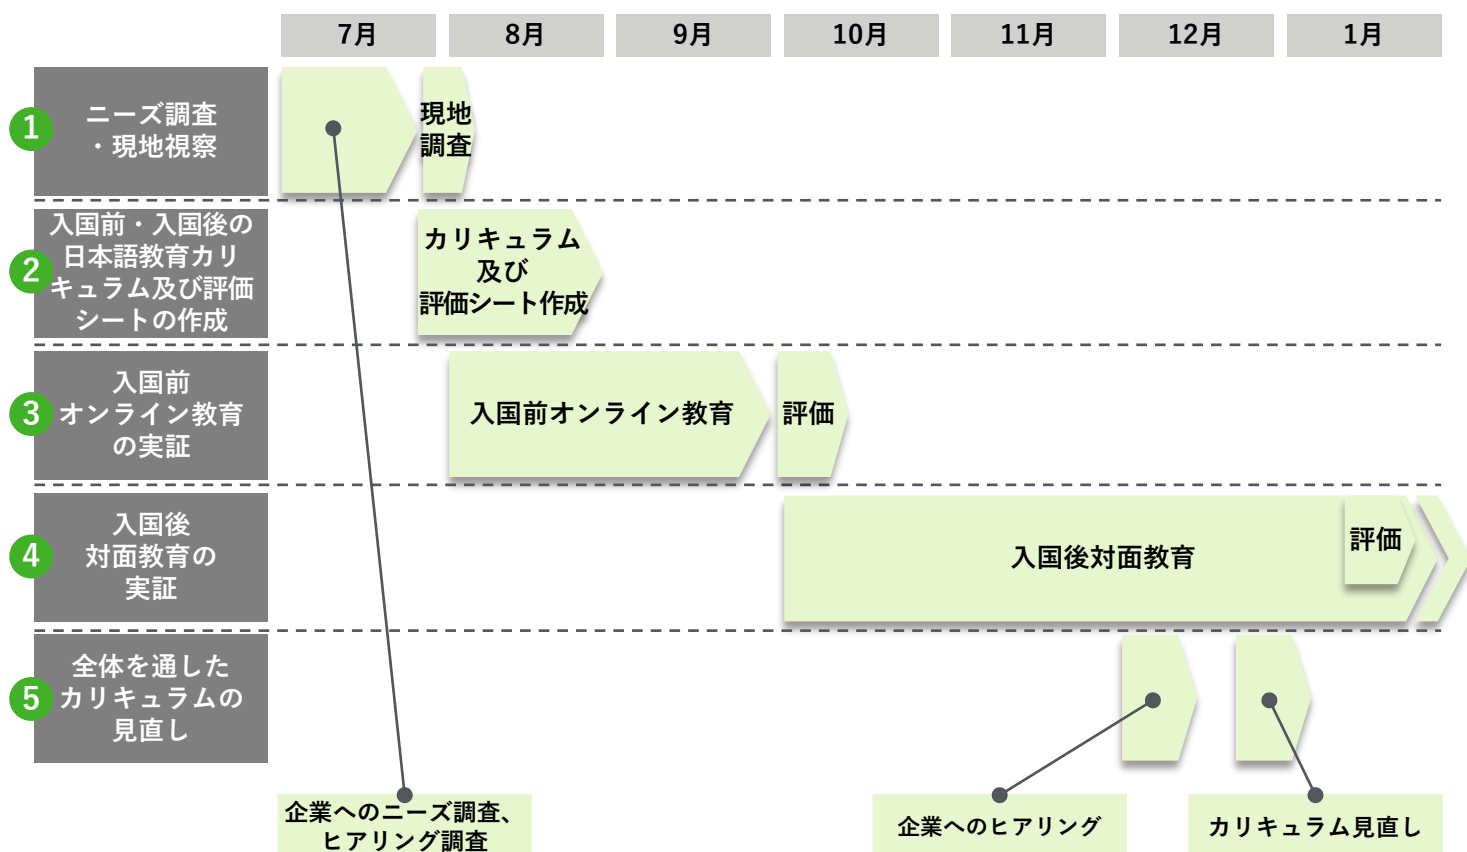 7月
8月
9月
10月
11月
12月
1月
1
ニーズ調査
・現地視察
現地
調査
2
入国前・入国後の
日本語教育カリ
キュラム及び評価
シートの作成
カリキュラム
及び
評価シート作成
3
入国前
オンライン教育
の実証
入国前オンライン教育
評価
4
入国後
対面教育の
実証
入国後対面教育
評価
5
全体を通した
カリキュラムの
見直し
企業へのニーズ調査、
ヒアリング調査
企業へのヒアリング
カリキュラム見直し